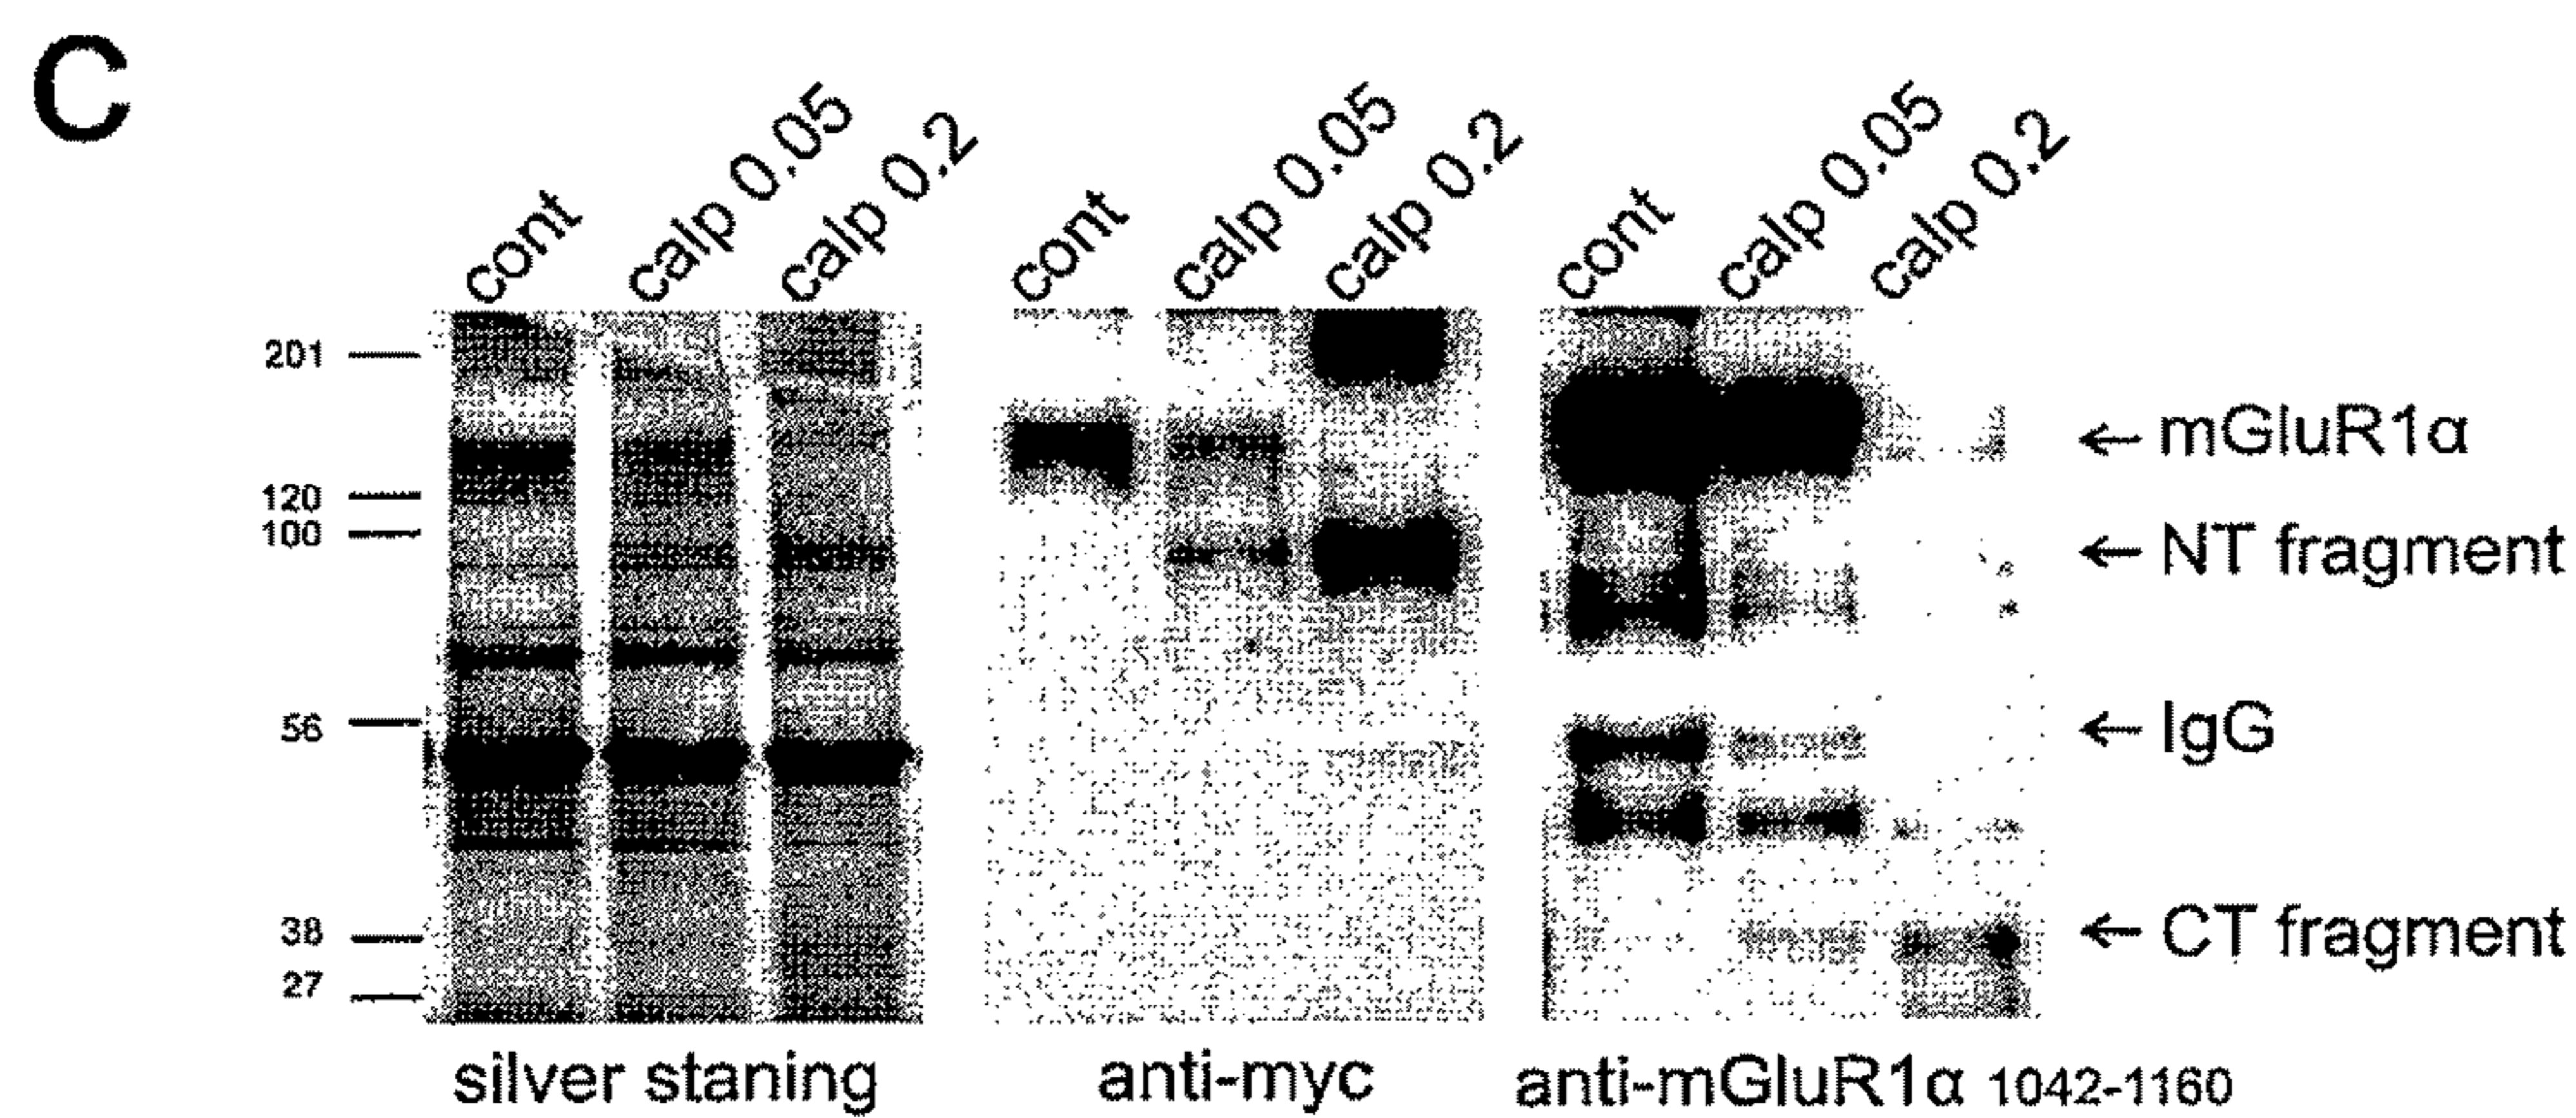 C
cont calp 0.05 calp 0.2 cont calp 0.05 calp 0.2 cont calp 0.05 calp 0.2
201
120
100
56
38
27
← mGluR1α
← NT fragment
← IgG
← CT fragment
silver staning anti-myc anti-mGluR1α 1042-1160